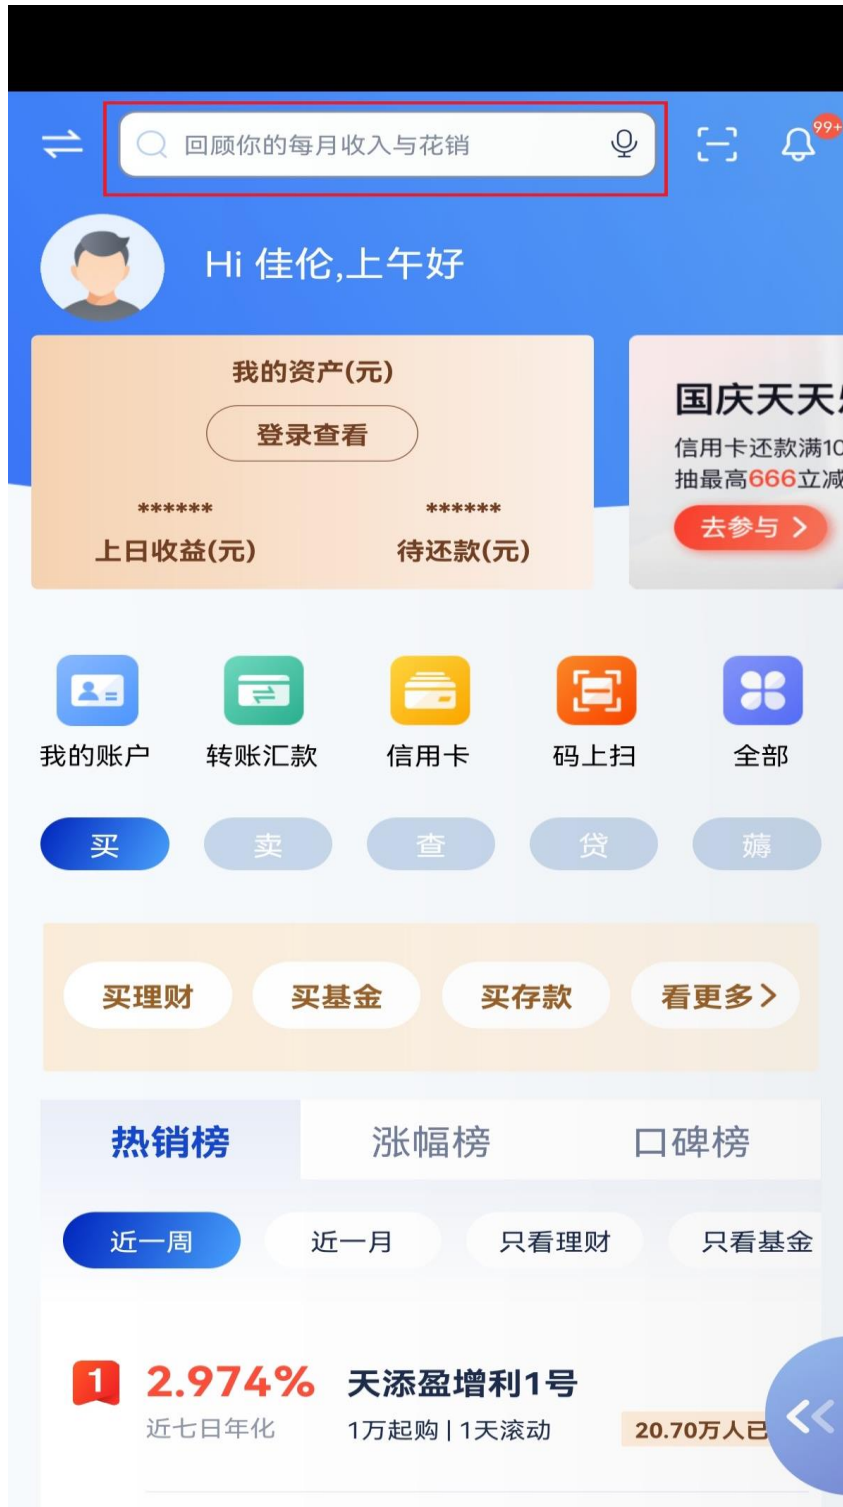 回顾你的每月收入与花销
99+
Hi 佳伦,上午好
我的资产(元)
登录查看
****** ******
上日收益(元) 待还款(元)
国庆天天
信用卡还款满10
抽最高666立减
去参与 >
我的账户 转账汇款 信用卡 码上扫 全部
买 卖 查 贷 薅
买理财 买基金 买存款 看更多>
热销榜 涨幅榜 口碑榜
近一周 近一月 只看理财 只看基金
1 2.974% 天添盈增利1号
近七日年化 1万起购 | 1天滚动 20.70万人已